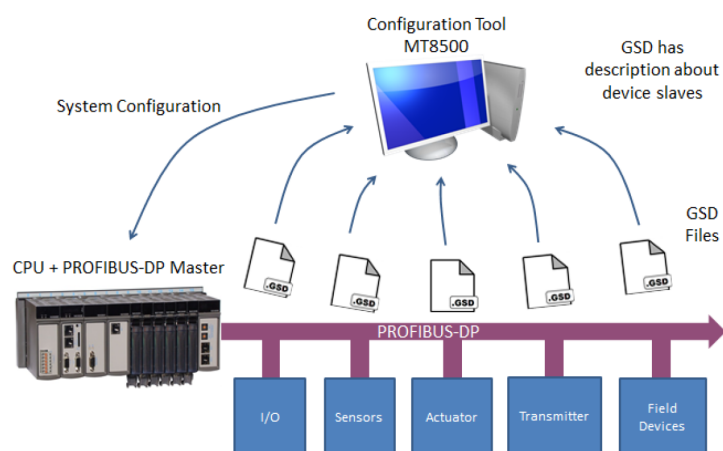 Configuration Tool
MT8500
GSD has
description about
device slaves
System Configuration
GSD
Files
CPU + PROFIBUS-DP Master
.GSD
.GSD
.GSD
.GSD
.GSD
PROFIBUS-DP
I/O
Sensors
Actuator
Transmitter
Field
Devices